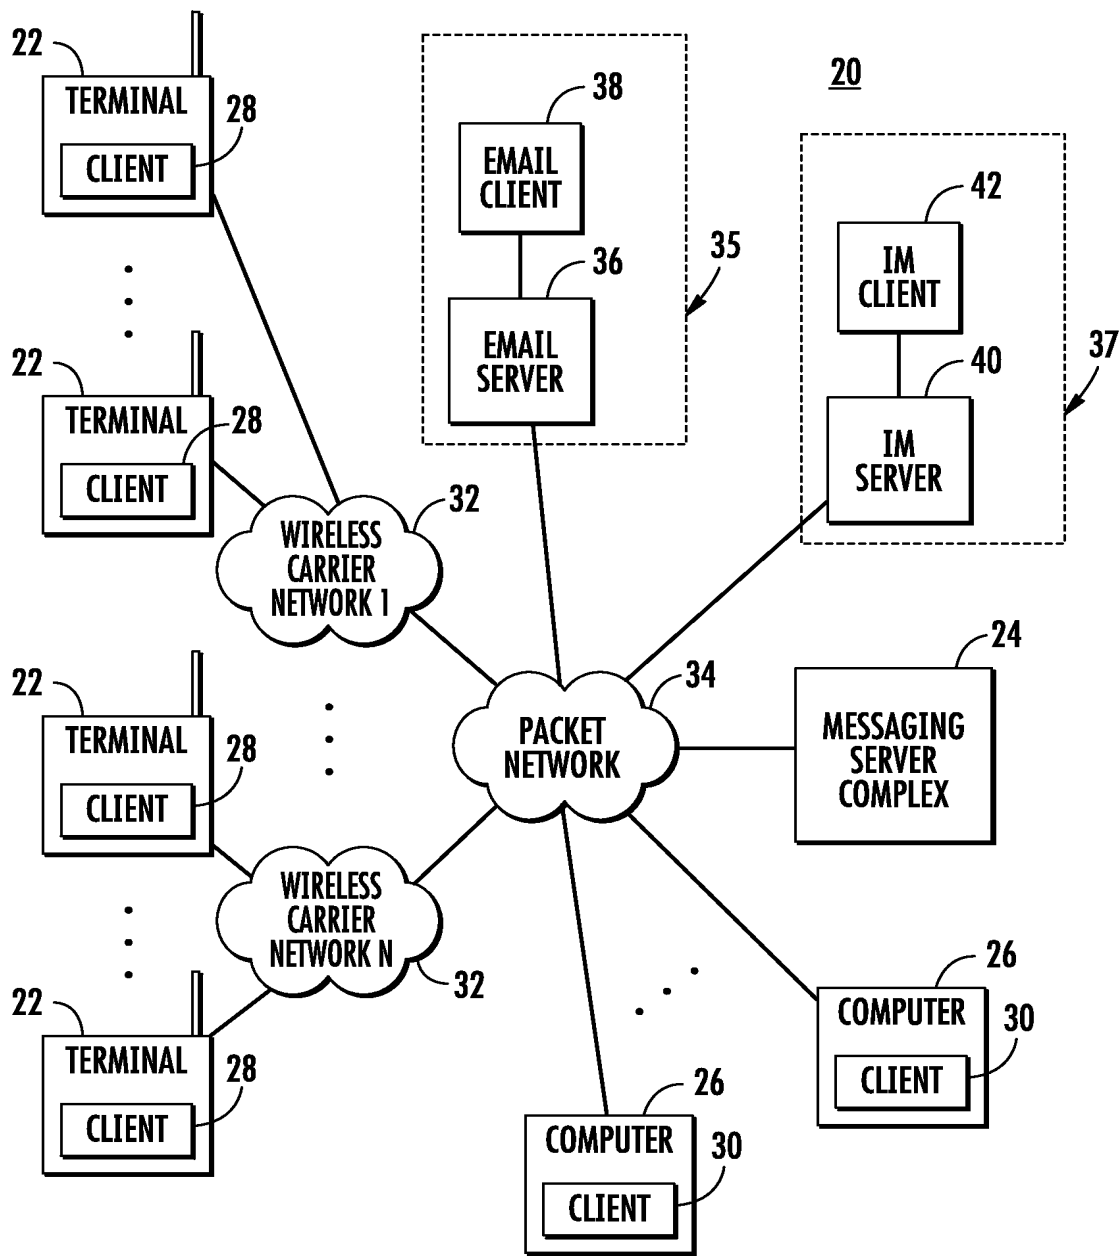 20
22
TERMINAL
28
CLIENT
22
TERMINAL
28
CLIENT
38
EMAIL
CLIENT
36
EMAIL
SERVER
35
42
IM
CLIENT
40
IM
SERVER
37
32
WIRELESS
CARRIER
NETWORK 1
34
PACKET
NETWORK
24
MESSAGING
SERVER
COMPLEX
22
TERMINAL
28
CLIENT
WIRELESS
CARRIER
NETWORK N
32
22
TERMINAL
28
CLIENT
26
COMPUTER
30
CLIENT
26
COMPUTER
30
CLIENT